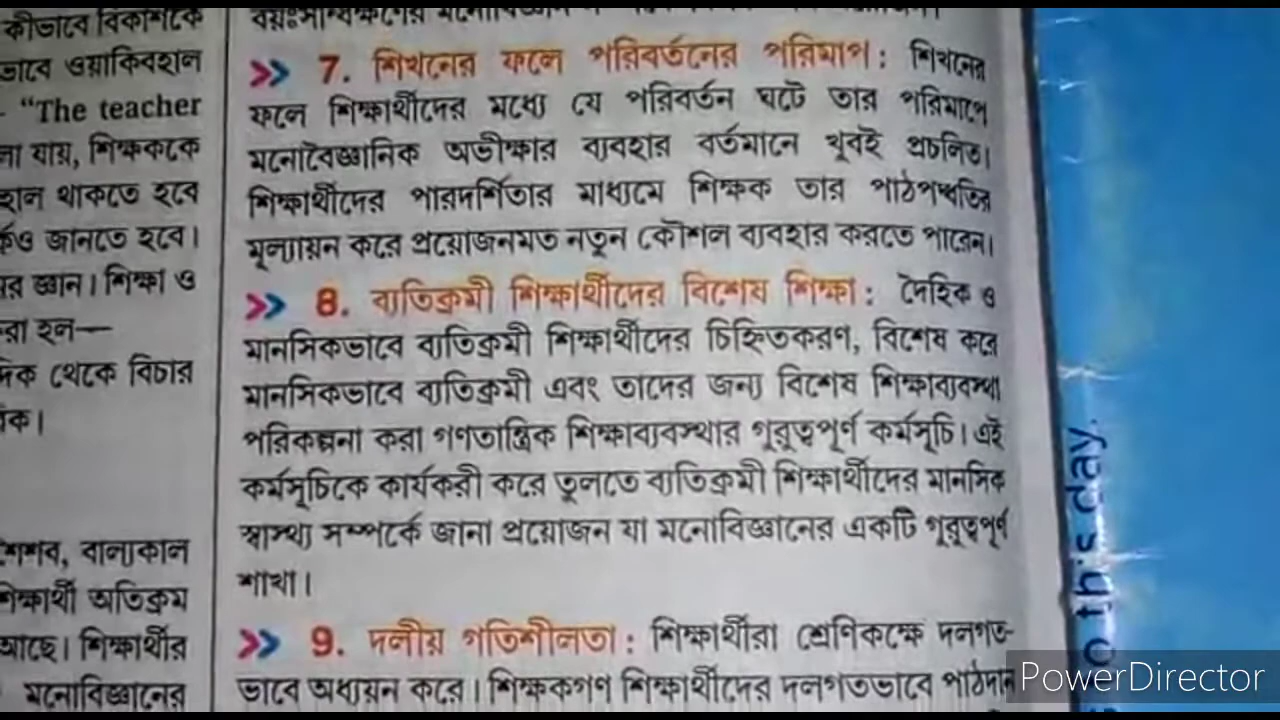 কীভাবে বিকাশকে
ভাবে ওয়াকিবহাল
- “The teacher
না যায়, শিক্ষককে
হাল থাকতে হবে
র্কও জানতে হবে।
র জ্ঞান। শিক্ষা ও
করা হল—
দিক থেকে বিচার
শৈশব, বাল্যকাল
শিক্ষার্থী অতিক্রম
আছে। শিক্ষার্থীর
মনোবিজ্ঞানের
বয়ঃসন্ধিক্ষণের মনোবিজ্ঞান
>> 7. শিখনের ফলে পরিবর্তনের পরিমাপ : শিখনের
ফলে শিক্ষার্থীদের মধ্যে যে পরিবর্তন ঘটে তার পরিমাপে
মনোবৈজ্ঞানিক অভীক্ষার ব্যবহার বর্তমানে খুবই প্রচলিত।
শিক্ষার্থীদের পারদর্শিতার মাধ্যমে শিক্ষক তার পাঠপদ্ধতির
মূল্যায়ন করে প্রয়োজনমত নতুন কৌশল ব্যবহার করতে পারেন।
>> 8. ব্যতিক্রমী শিক্ষার্থীদের বিশেষ শিক্ষা : দৈহিক ও
মানসিকভাবে ব্যতিক্রমী শিক্ষার্থীদের চিহ্নিতকরণ, বিশেষ করে
মানসিকভাবে ব্যতিক্রমী এবং তাদের জন্য বিশেষ শিক্ষাব্যবস্থা
পরিকল্পনা করা গণতান্ত্রিক শিক্ষাব্যবস্থার গুরুত্বপূর্ণ কর্মসূচি। এই
কর্মসূচিকে কার্যকরী করে তুলতে ব্যতিক্রমী শিক্ষার্থীদের মানসিক
স্বাস্থ্য সম্পর্কে জানা প্রয়োজন যা মনোবিজ্ঞানের একটি গুরুত্বপূর্ণ
শাখা।
>> 9. দলীয় গতিশীলতা : শিক্ষার্থীরা শ্রেণিকক্ষে দলগত-
ভাবে অধ্যয়ন করে। শিক্ষকগণ শিক্ষার্থীদের দলগতভাবে পাঠদান
o this day.
PowerDirector